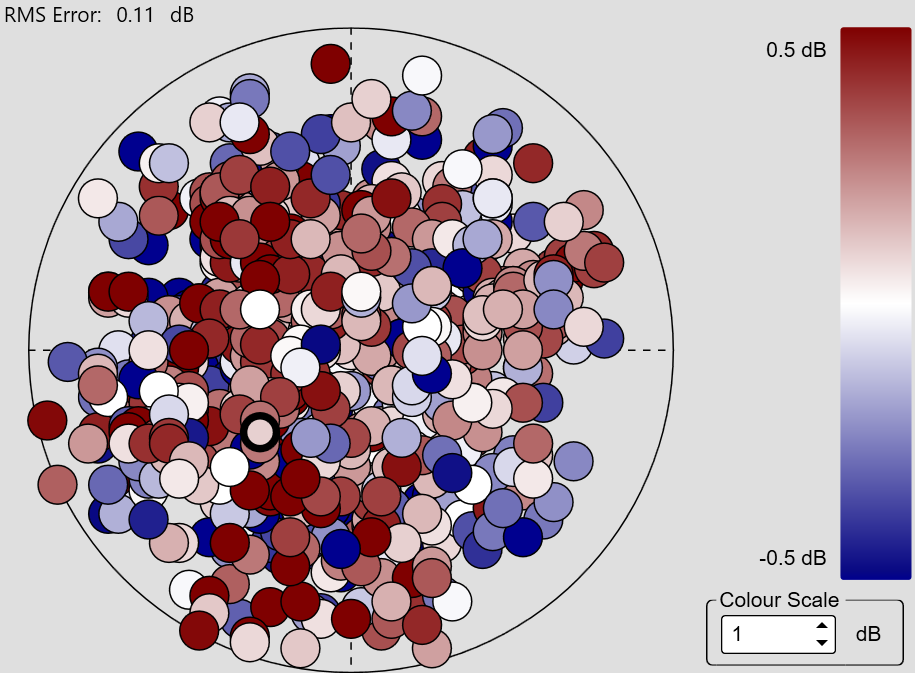 RMS Error: 0.11 dB
0.5 dB
-0.5 dB
Colour Scale
1 dB